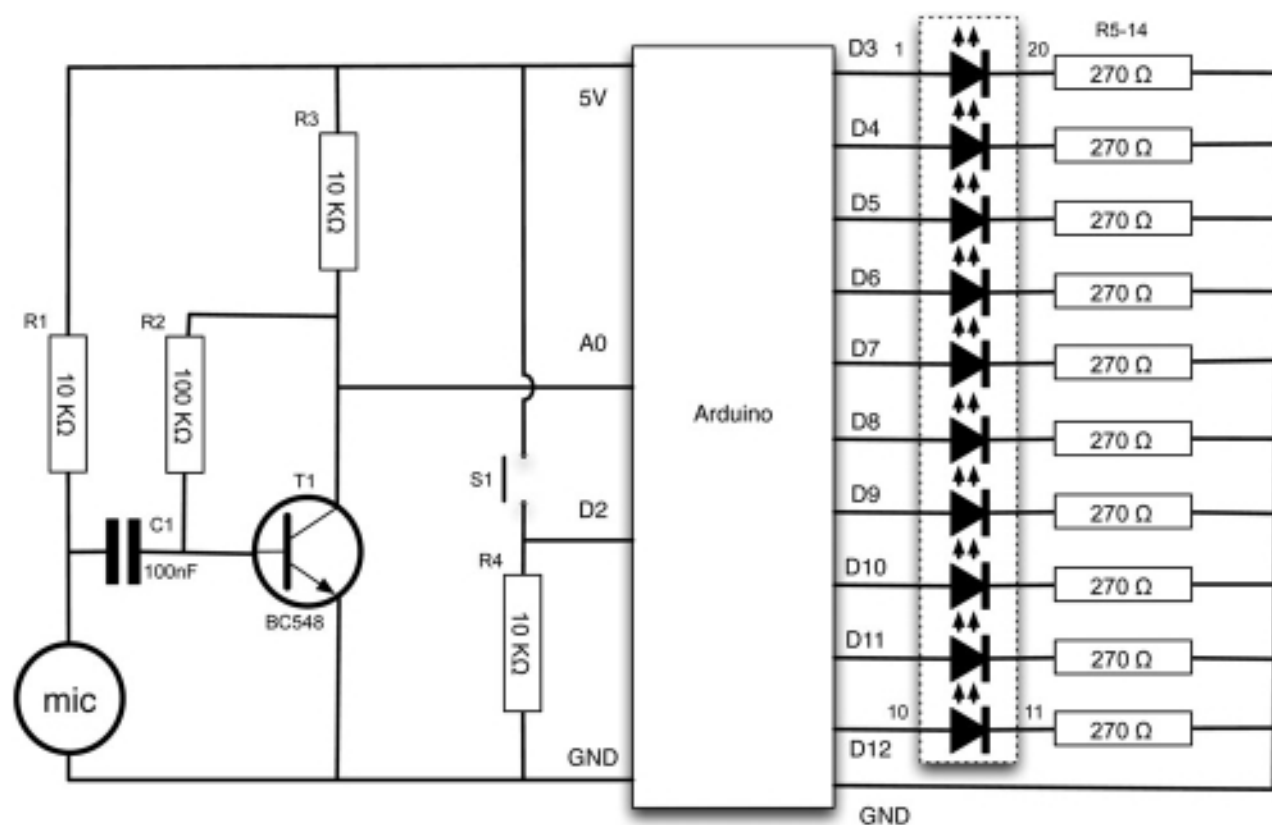 R5-14
D3 1 20 270 Ω
5V
R3
10 KΩ
D4 270 Ω
D5 270 Ω
D6 270 Ω
R1 R2
10 KΩ
100 KΩ
A0
D7 270 Ω
Arduino
D8 270 Ω
T1
S1
D9 270 Ω
D2
C1
100nF
R4
10 KΩ
D10 270 Ω
BC548
D11 270 Ω
mic
10 11 270 Ω
D12
GND
GND